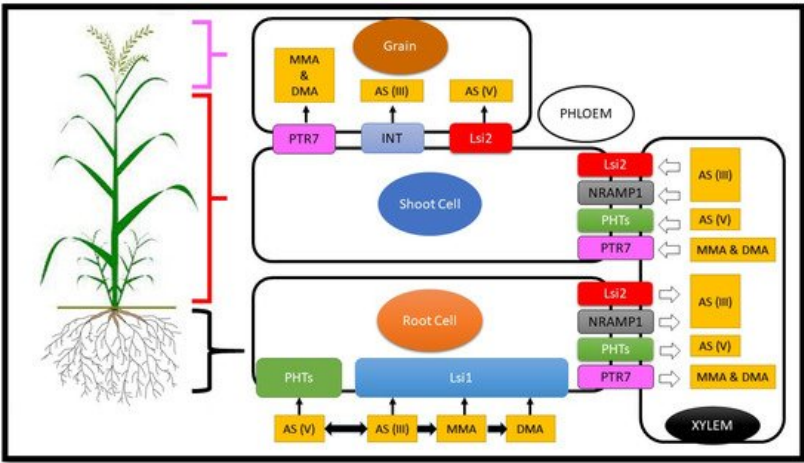 Grain
MMA
&
DMA
AS (III)
AS (V)
PHLOEM
PTR7
INT
Lsi2
Shoot Cell
Lsi2
NRAMP1
PHTs
PTR7
AS (III)
AS (V)
MMA & DMA
Root Cell
Lsi2
NRAMP1
PHTs
PTR7
AS (III)
AS (V)
MMA & DMA
PHTs
Lsi1
AS (V)
AS (III)
MMA
DMA
XYLEM